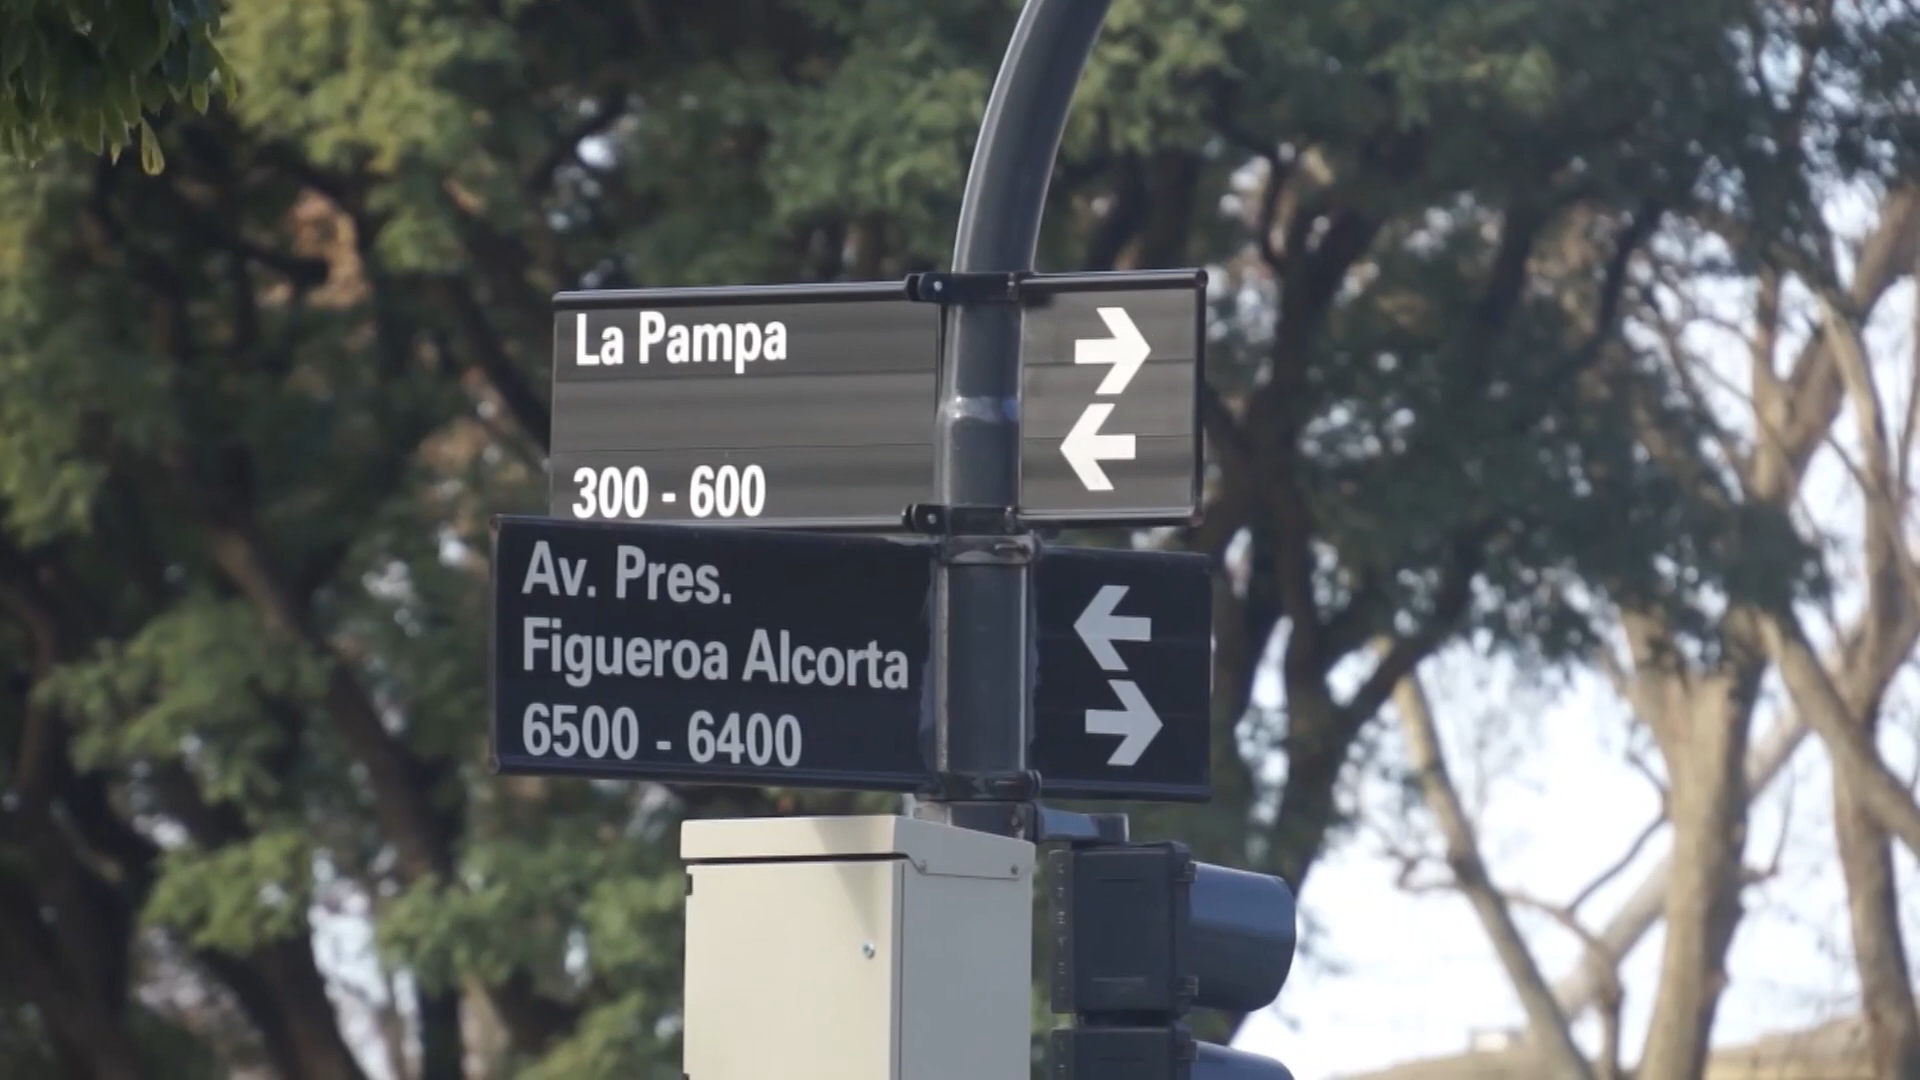 La Pampa
300 - 600
Av. Pres.
Figueroa Alcorta
6500 - 6400